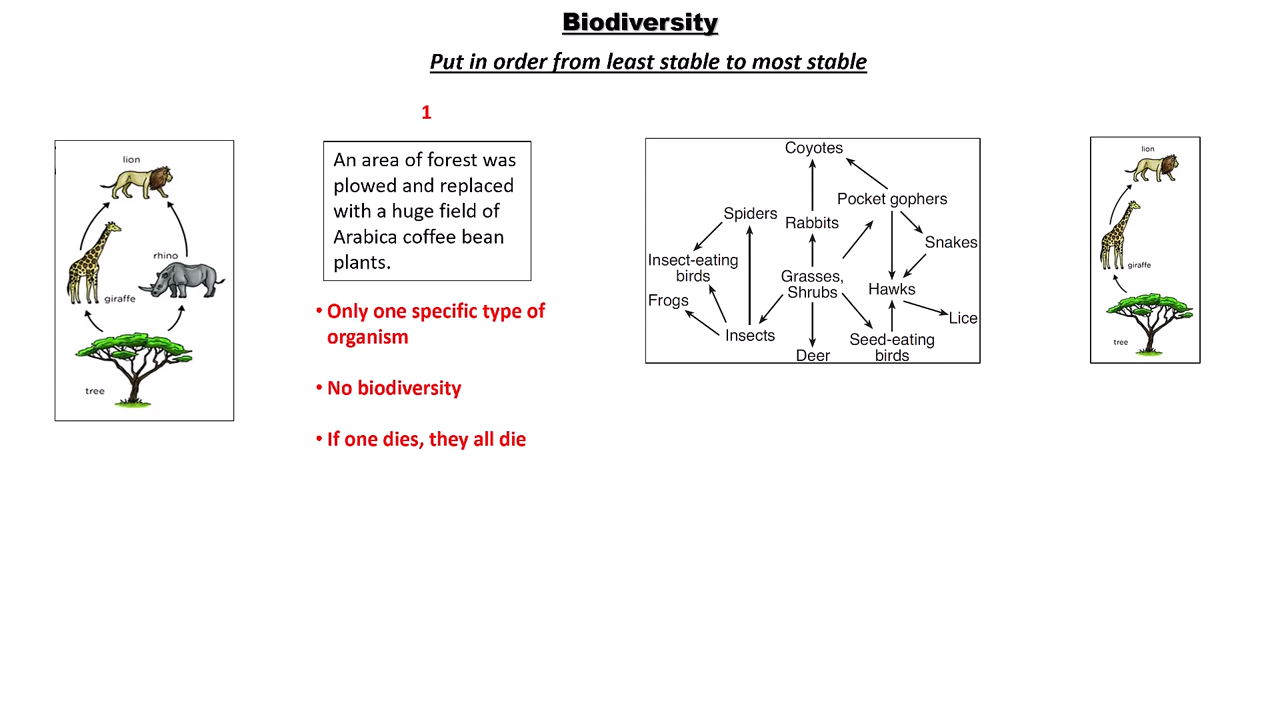 Biodiversity
Put in order from least stable to most stable
1
lion
rhino
giraffe
tree
An area of forest was
plowed and replaced
with a huge field of
Arabica coffee bean
plants.
• Only one specific type of
organism
• No biodiversity
• If one dies, they all die
Coyotes
Pocket gophers
Spiders
Rabbits
Snakes
Insect-eating
birds
Grasses,
Shrubs
Hawks
Frogs
Lice
Insects
Seed-eating
birds
Deer
lion
giraffe
tree